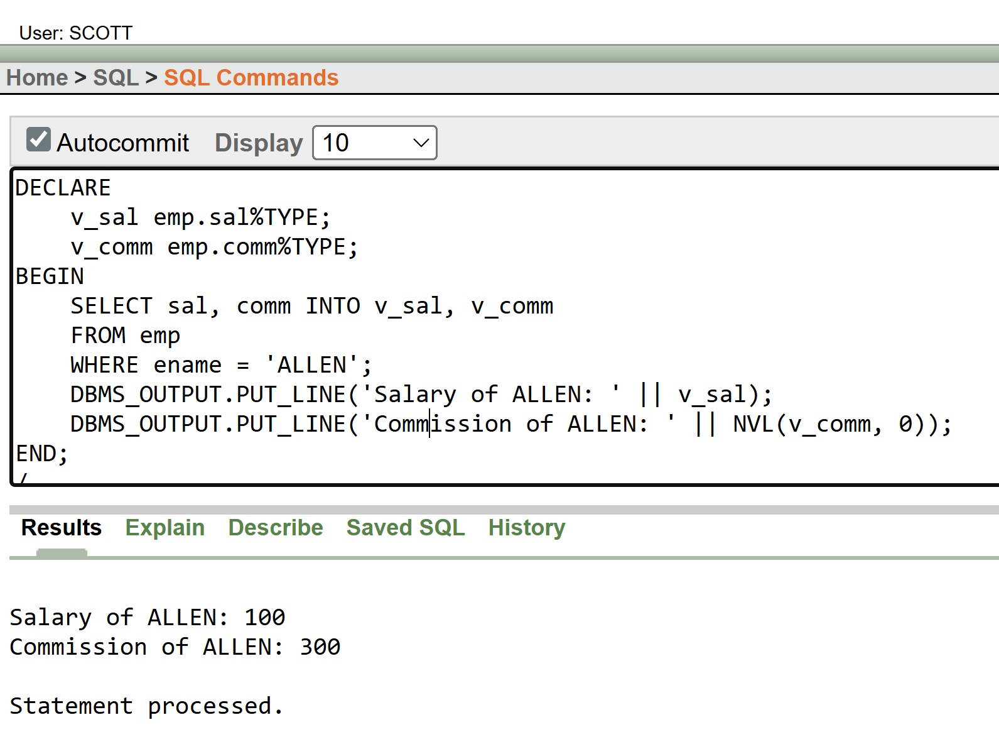 User: SCOTT
Home > SQL > SQL Commands
Autocommit Display 10
DECLARE
    v_sal emp.sal%TYPE;
    v_comm emp.comm%TYPE;
BEGIN
    SELECT sal, comm INTO v_sal, v_comm
    FROM emp
    WHERE ename = 'ALLEN';
    DBMS_OUTPUT.PUT_LINE('Salary of ALLEN: ' || v_sal);
    DBMS_OUTPUT.PUT_LINE('Commission of ALLEN: ' || NVL(v_comm, 0));
END;
/
Results Explain Describe Saved SQL History
Salary of ALLEN: 100
Commission of ALLEN: 300
Statement processed.